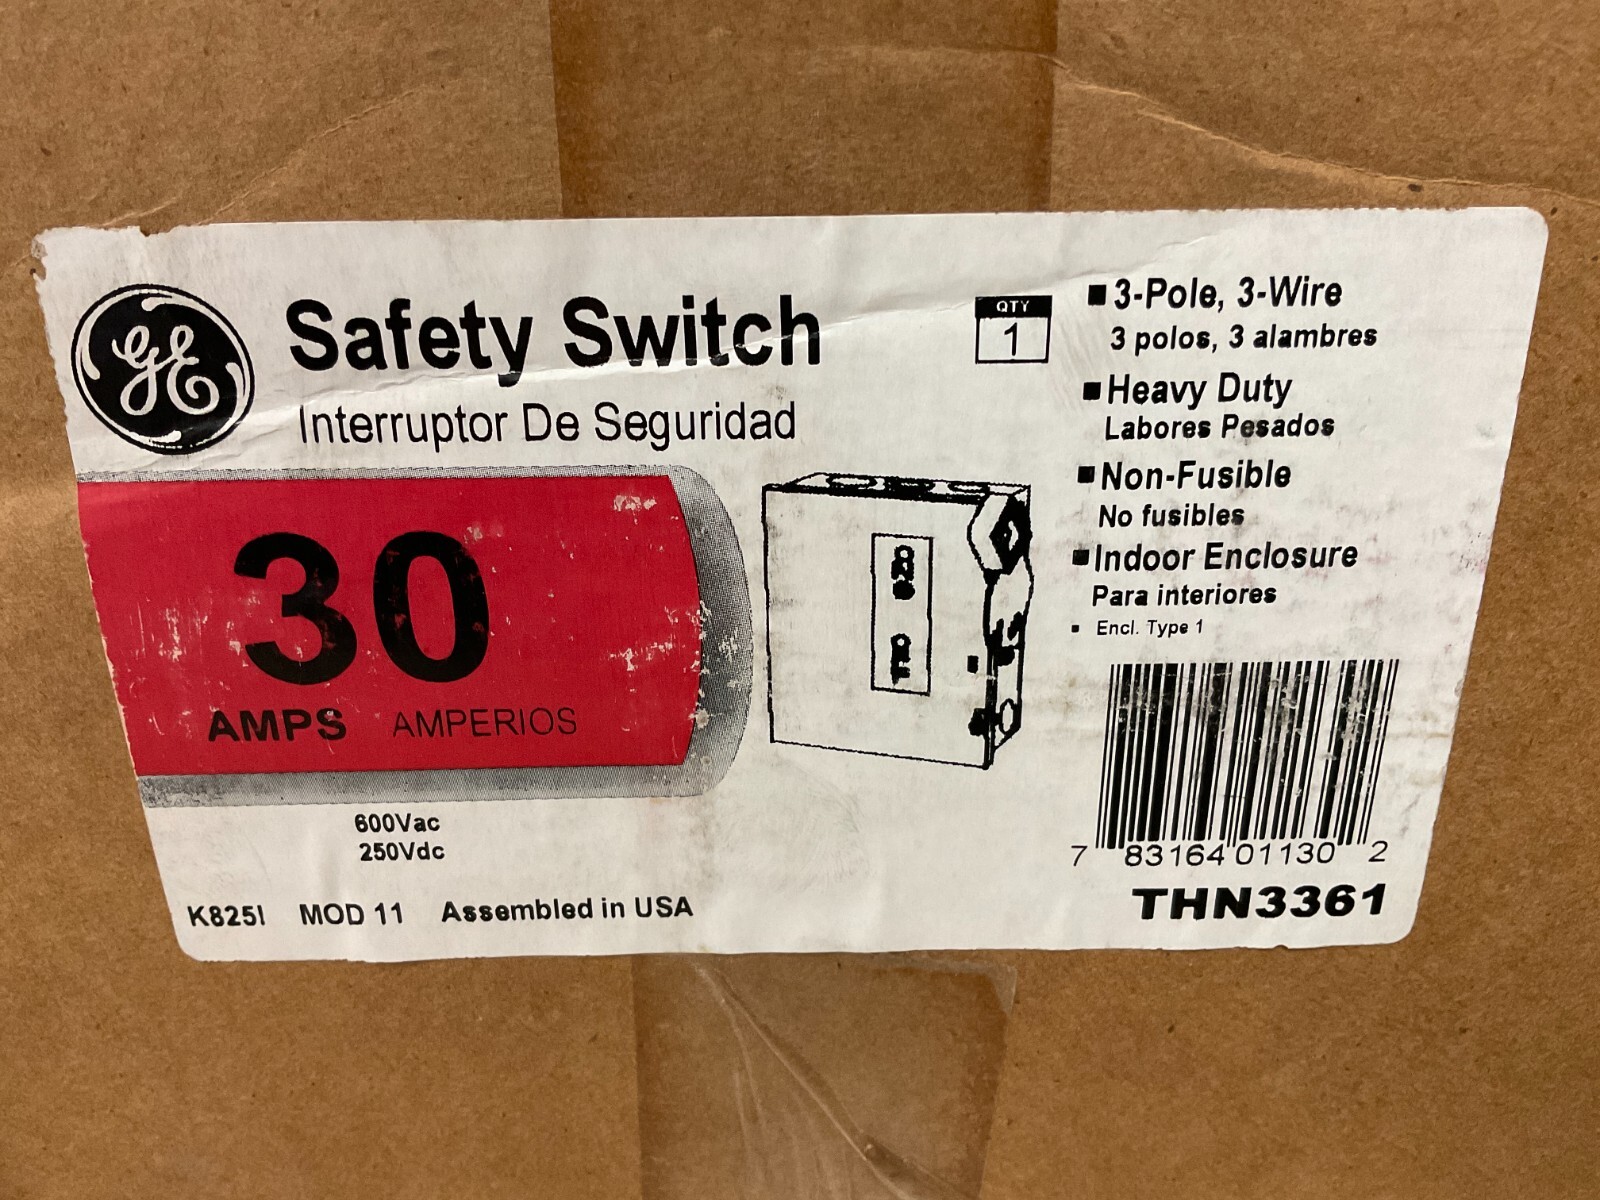 GE
Safety Switch
Interruptor De Seguridad
QTY
1
30
AMPS AMPERIOS
600Vac
250Vdc
K825I MOD 11 Assembled in USA
■ 3-Pole, 3-Wire
3 polos, 3 alambres
■ Heavy Duty
Labores Pesados
■ Non-Fusible
No fusibles
■ Indoor Enclosure
Para interiores
▪ Encl. Type 1
7 83164 01130 2
THN3361